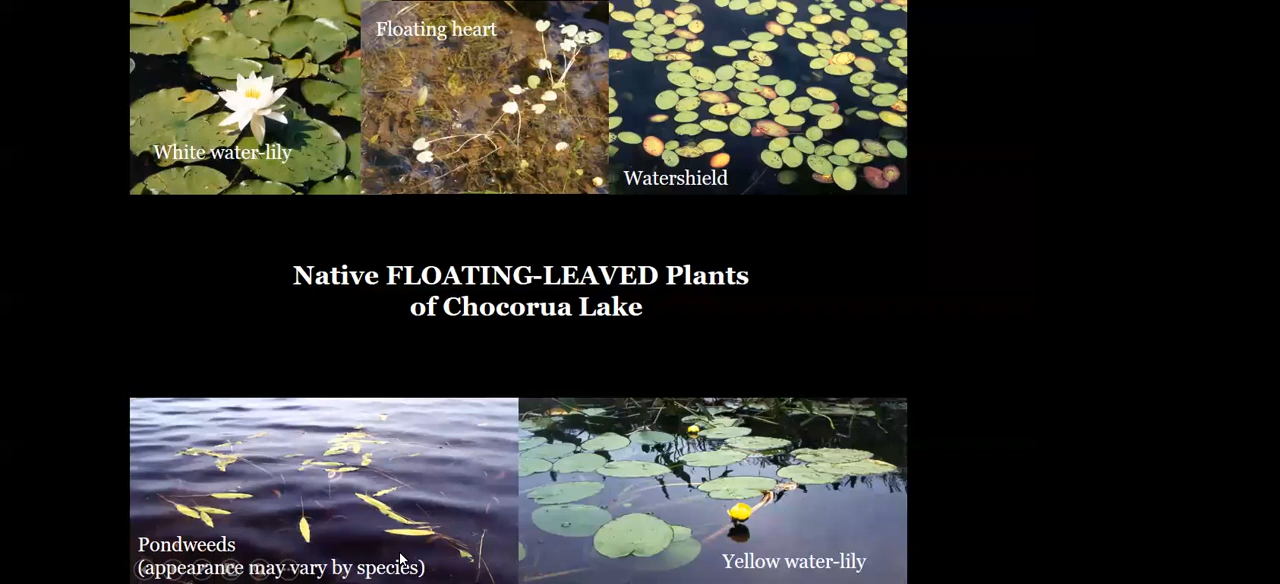 Floating heart
White water-lily
Watershield
Native FLOATING-LEAVED Plants
of Chocorua Lake
Pondweeds
(appearance may vary by species)
Yellow water-lily